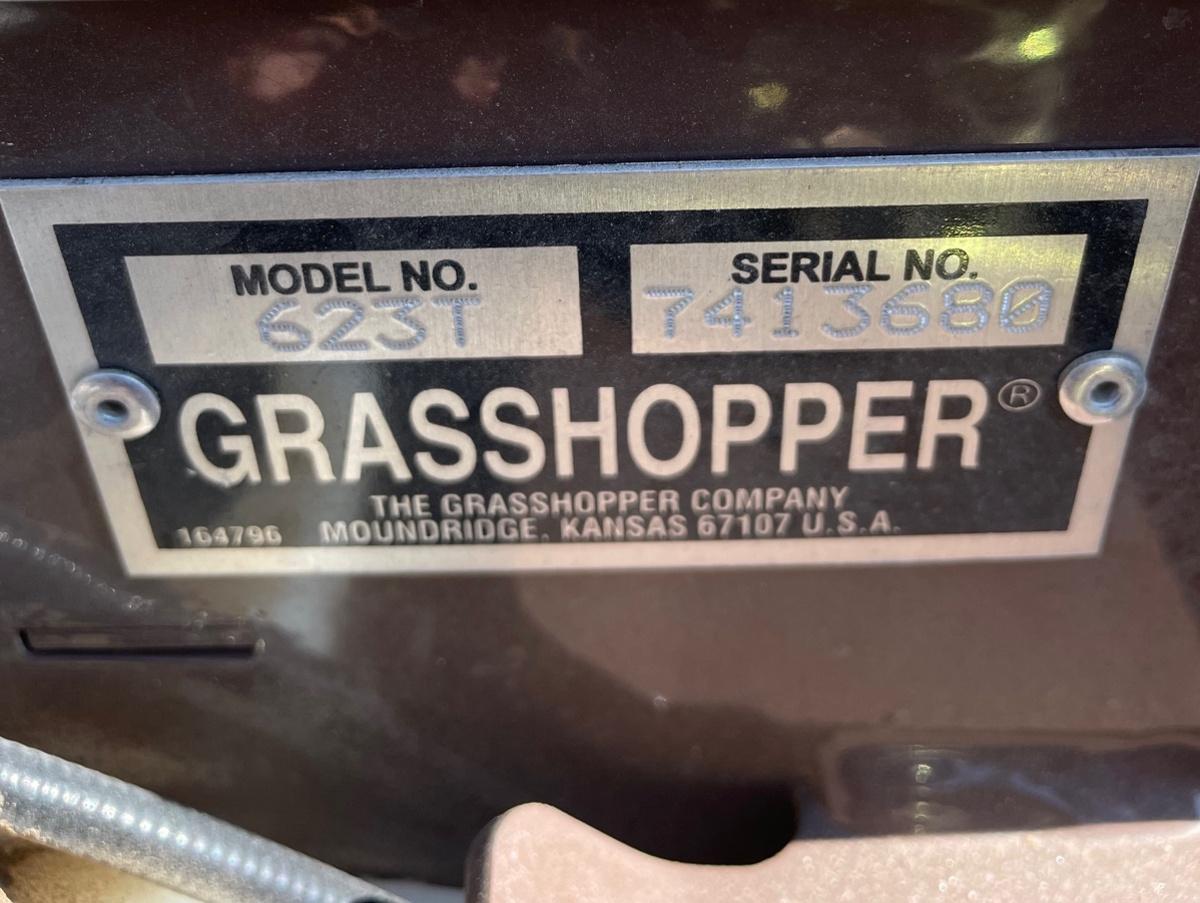 MODEL NO. SERIAL NO.
623T 7413680
GRASSHOPPER®
THE GRASSHOPPER COMPANY
164796 MOUNDRIDGE, KANSAS 67107 U.S.A.